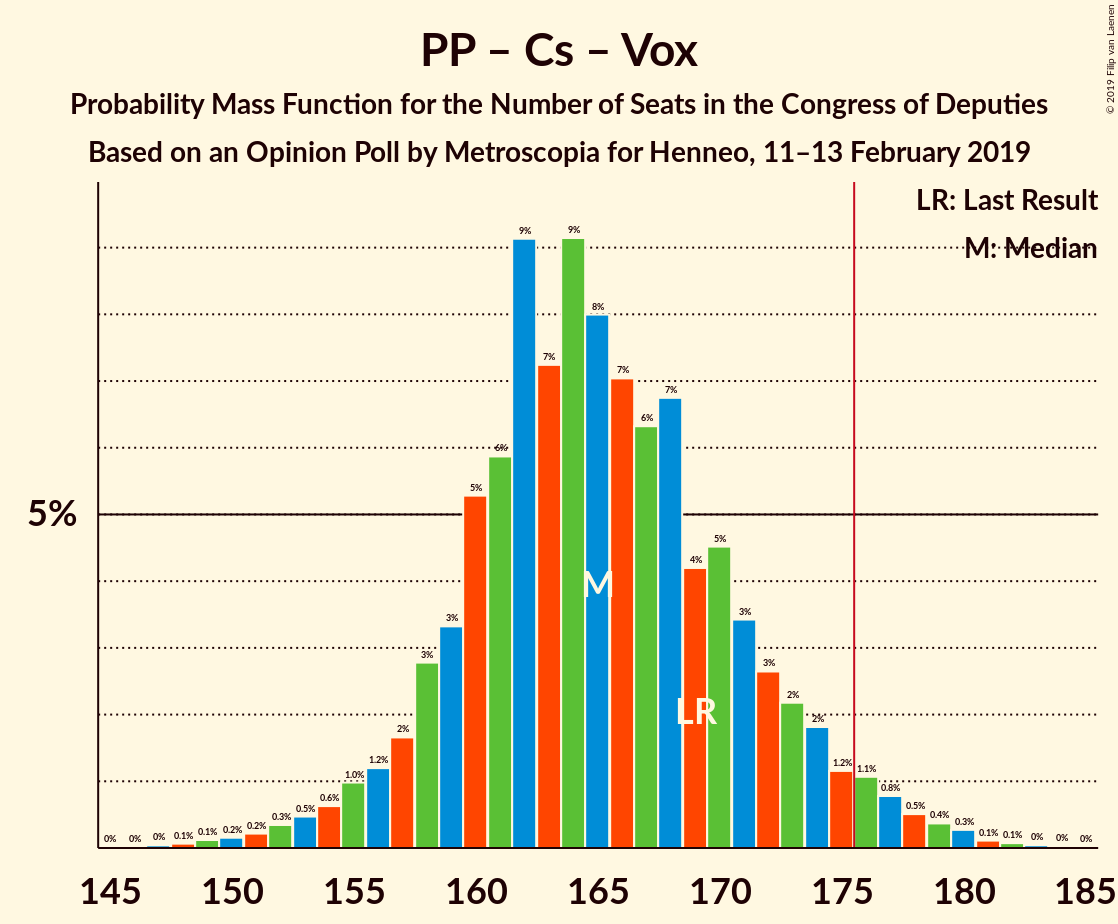 PP – Cs – Vox
Probability Mass Function for the Number of Seats in the Congress of Deputies
Based on an Opinion Poll by Metroscopia for Henneo, 11–13 February 2019
© 2019 Filip van Laenen
LR: Last Result
M: Median
5%
0% 0% 0% 0.1% 0.1% 0.2% 0.2% 0.3% 0.5% 0.6% 1.0% 1.2% 2% 3% 3% 5% 6% 9% 7% 9% 8% 7% 6% 7% 4% 5% 3% 3% 2% 2% 1.2% 1.1% 0.8% 0.5% 0.4% 0.3% 0.1% 0.1% 0% 0% 0%
M
LR
145 150 155 160 165 170 175 180 185